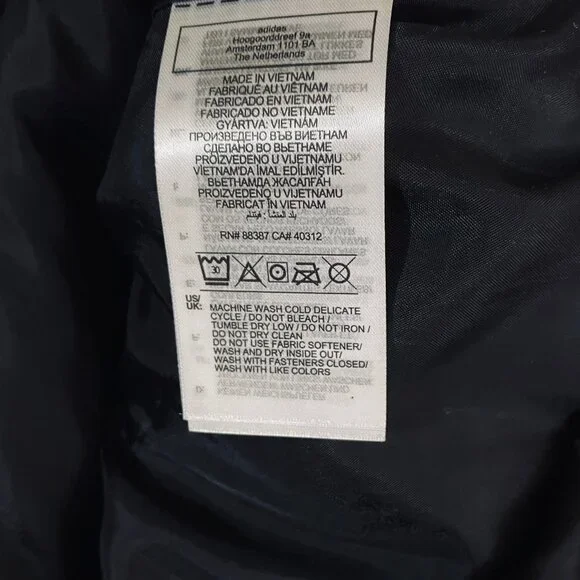 adidas
Hoogoorddreef 9a
Amsterdam 1101 BA
The Netherlands
MADE IN VIETNAM
FABRIQUÉ AU VIÊTNAM
FABRICADO EN VIETNAM
FABRICADO NO VIETNAME
GYÁRTVA: VIETNÁM
ПРОИЗВЕДЕНО ВЪВ ВИЕТНАМ
СДЕЛАНО ВО ВЬЕТНАМЕ
PROIZVEDENO U VIJETNAMU
VIETNAM'DA İMAL EDİLMİŞTİR.
ВЬЕТНАМДА ЖАСАЛҒАН
PROIZVEDENO U VIJETNAMU
FABRICAT ÎN VIETNAM
بلد المنشأ: فيتنام
RN# 88387 CA# 40312
30
US/
UK: MACHINE WASH COLD DELICATE
CYCLE / DO NOT BLEACH /
TUMBLE DRY LOW / DO NOT IRON /
DO NOT DRY CLEAN
DO NOT USE FABRIC SOFTENER/
WASH AND DRY INSIDE OUT/
WASH WITH FASTENERS CLOSED/
WASH WITH LIKE COLORS